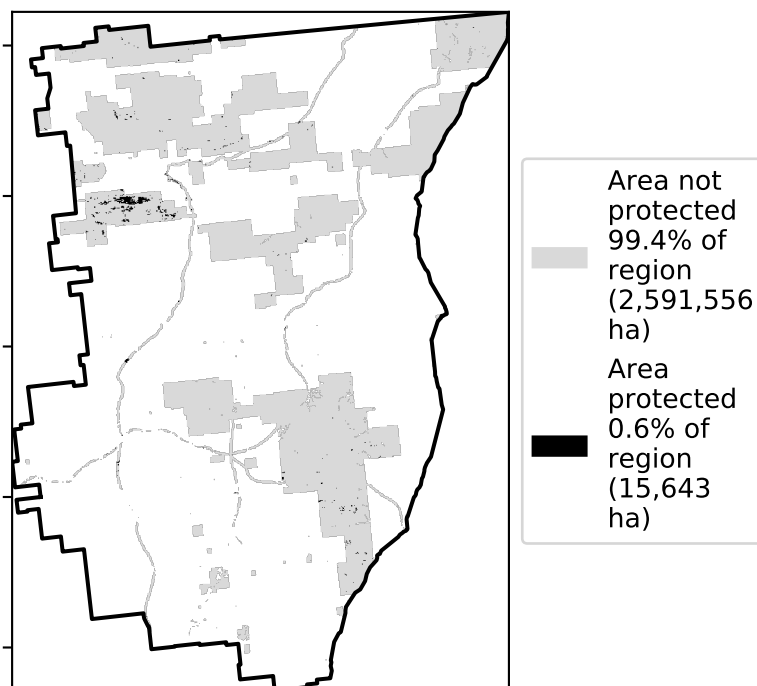 Area not
protected
99.4% of
region
(2,591,556
ha)
Area
protected
0.6% of
region
(15,643
ha)